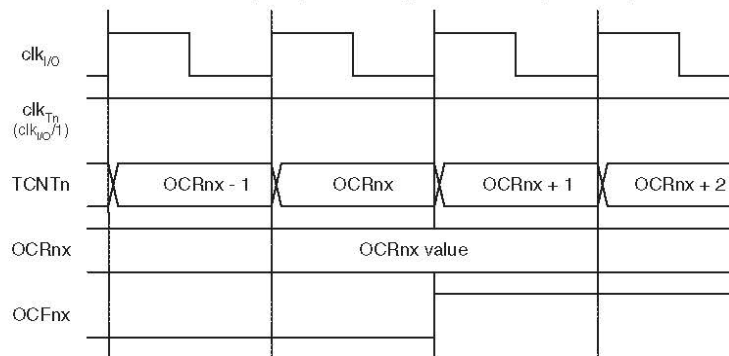 clkI/O
clkTn
(clkI/O/1)
TCNTn OCRnx - 1 OCRnx OCRnx + 1 OCRnx + 2
OCRnx OCRnx value
OCFnx